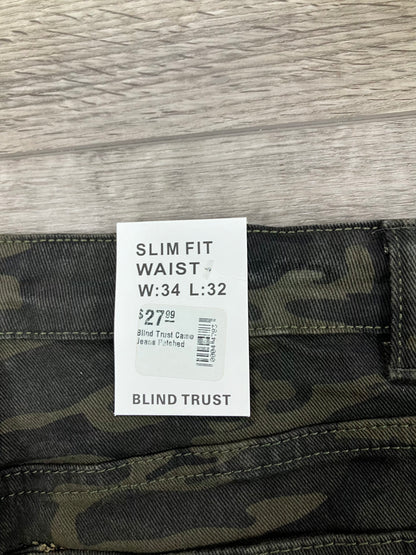 SLIM FIT
WAIST
W:34 L:32
$27.99
Blind Trust Camo
Jeans Patched
BLIND TRUST